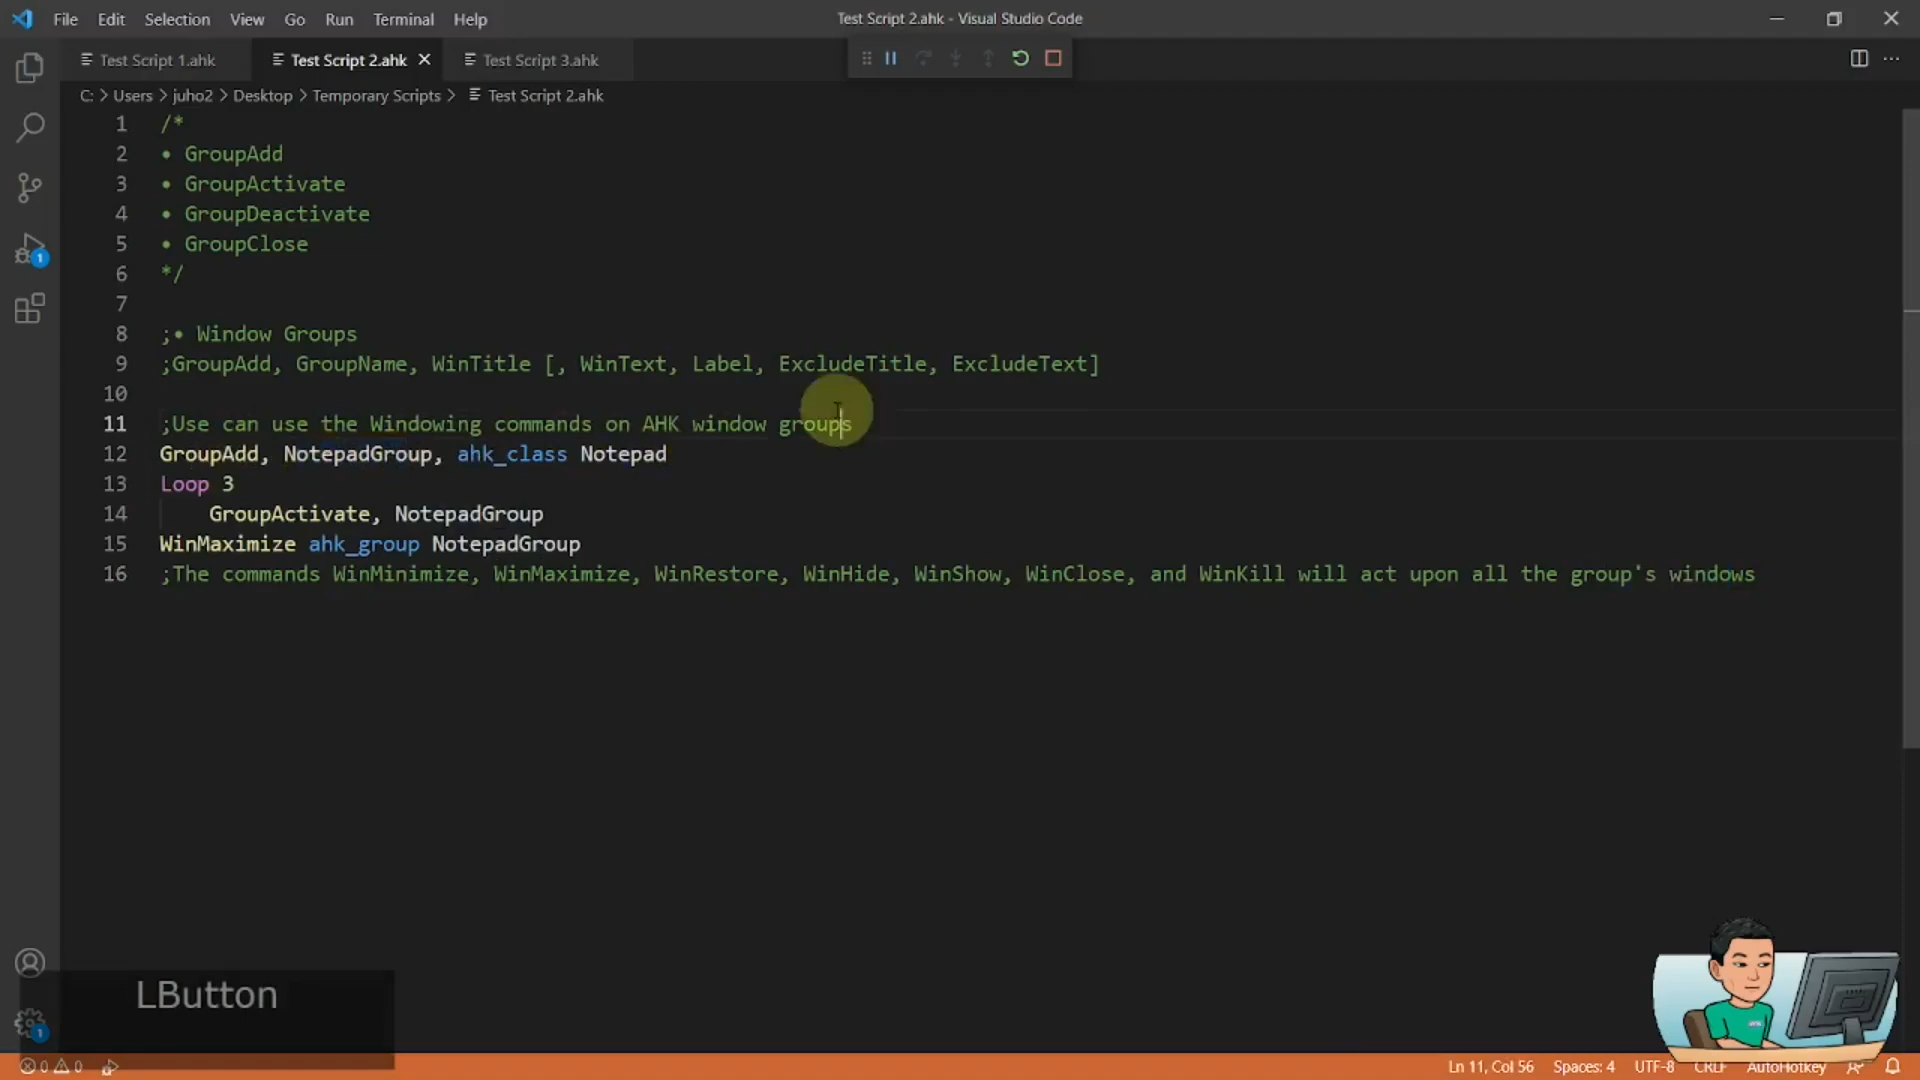 File Edit Selection View Go Run Terminal Help
Test Script 2.ahk - Visual Studio Code
Test Script 1.ahk Test Script 2.ahk Test Script 3.ahk
C: > Users > juho2 > Desktop > Temporary Scripts > Test Script 2.ahk
1 /*
2 • GroupAdd
3 • GroupActivate
4 • GroupDeactivate
5 • GroupClose
6 */
7
8 ;• Window Groups
9 ;GroupAdd, GroupName, WinTitle [, WinText, Label, ExcludeTitle, ExcludeText]
10
11 ;Use can use the Windowing commands on AHK window groups
12 GroupAdd, NotepadGroup, ahk_class Notepad
13 Loop 3
14 GroupActivate, NotepadGroup
15 WinMaximize ahk_group NotepadGroup
16 ;The commands WinMinimize, WinMaximize, WinRestore, WinHide, WinShow, WinClose, and WinKill will act upon all the group's windows
1
LButton
1
0 0 Ln 11, Col 56 Spaces: 4 UTF-8 CRLF AutoHotkey